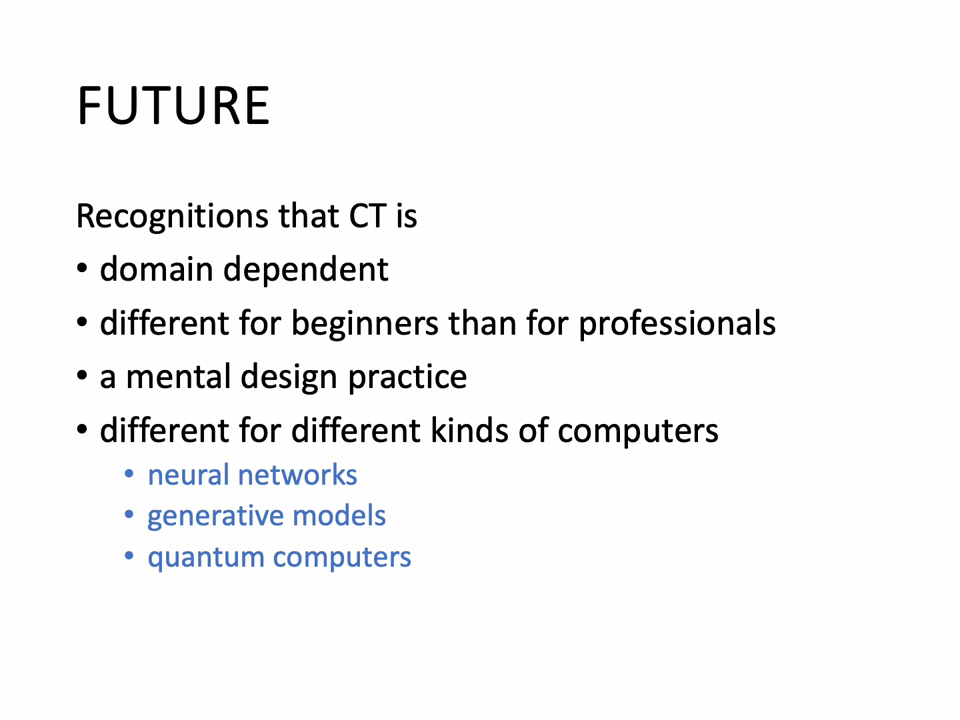 FUTURE
Recognitions that CT is
• domain dependent
• different for beginners than for professionals
• a mental design practice
• different for different kinds of computers
• neural networks
• generative models
• quantum computers